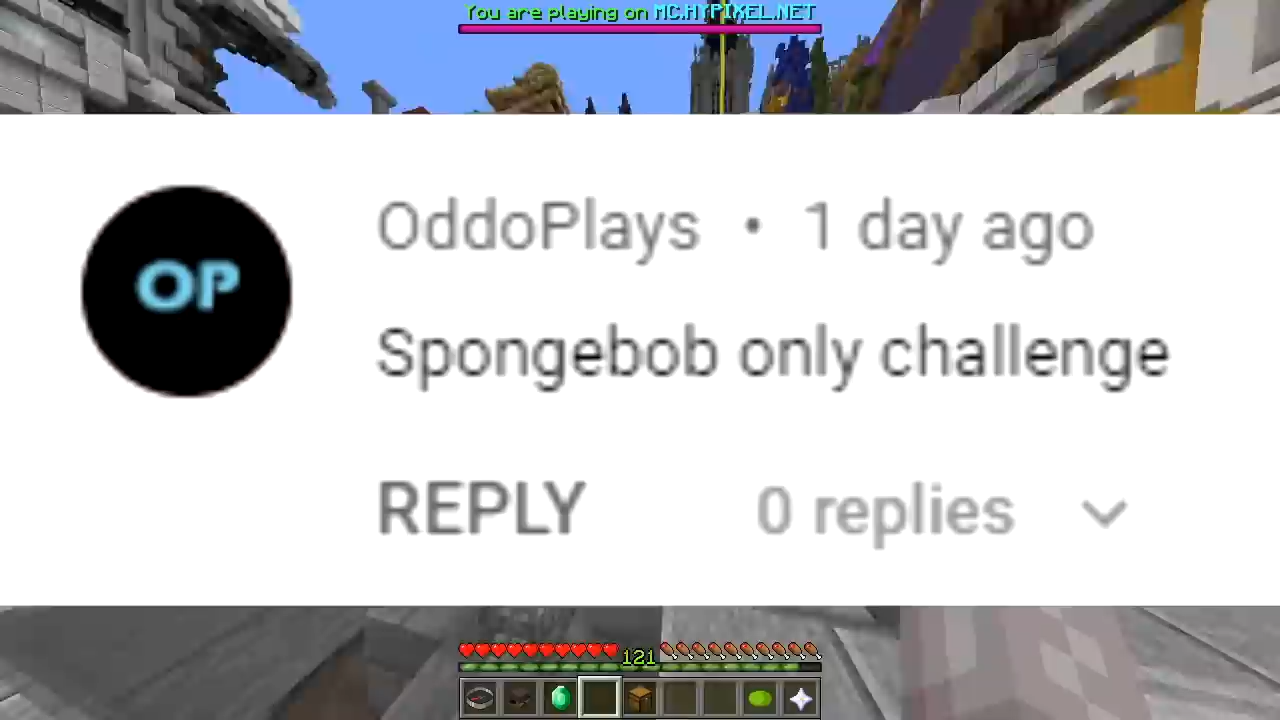 You are playing on MC.HYPIXEL.NET
OddoPlays • 1 day ago
OP
Spongebob only challenge
REPLY 0 replies
121